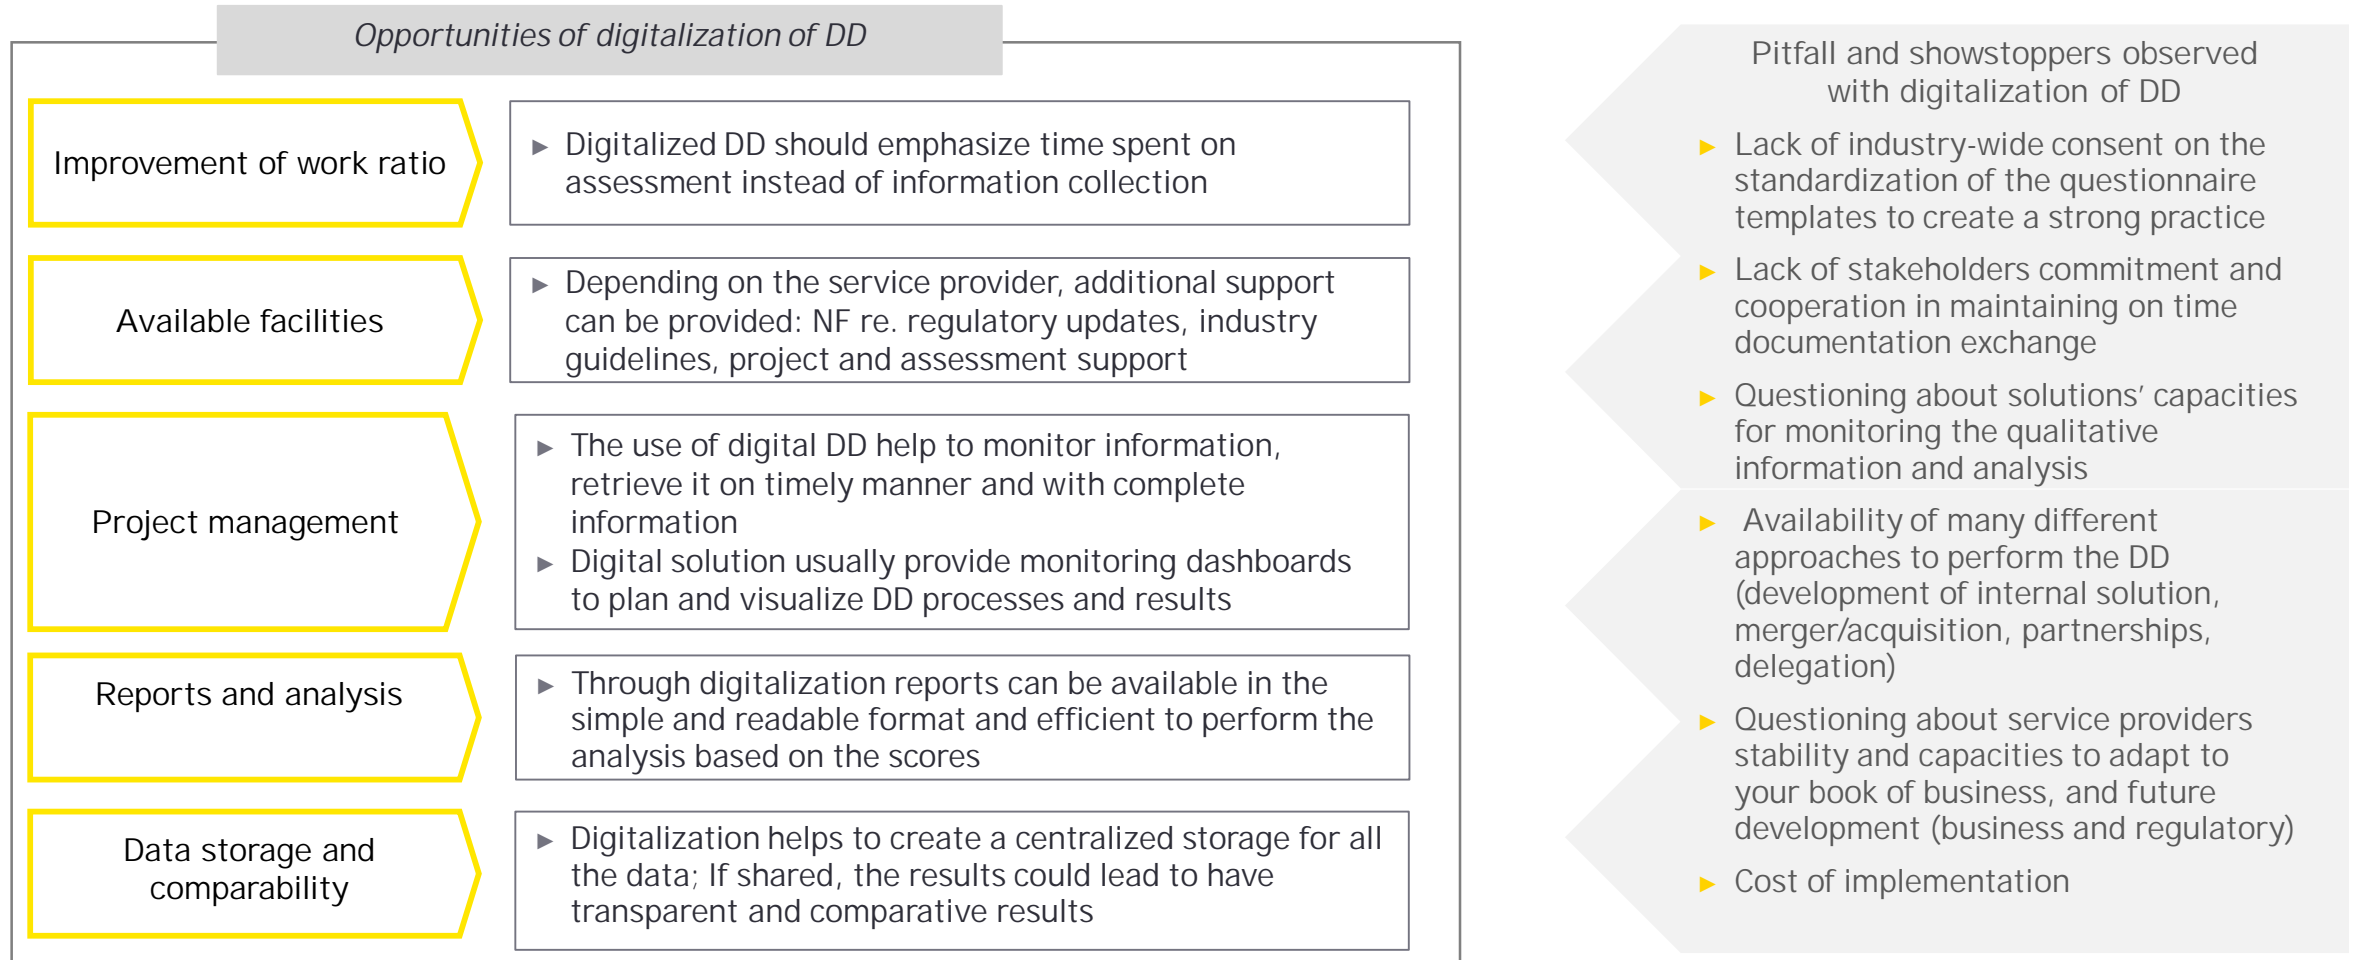 Opportunities of digitalization of DD
Improvement of work ratio
► Digitalized DD should emphasize time spent on
assessment instead of information collection
Available facilities
► Depending on the service provider, additional support
can be provided: NF re. regulatory updates, industry
guidelines, project and assessment support
Project management
► The use of digital DD help to monitor information,
retrieve it on timely manner and with complete
information
► Digital solution usually provide monitoring dashboards
to plan and visualize DD processes and results
Reports and analysis
► Through digitalization reports can be available in the
simple and readable format and efficient to perform the
analysis based on the scores
Data storage and
comparability
► Digitalization helps to create a centralized storage for all
the data; If shared, the results could lead to have
transparent and comparative results
Pitfall and showstoppers observed
with digitalization of DD
► Lack of industry-wide consent on the
standardization of the questionnaire
templates to create a strong practice
► Lack of stakeholders commitment and
cooperation in maintaining on time
documentation exchange
► Questioning about solutions’ capacities
for monitoring the qualitative
information and analysis
► Availability of many different
approaches to perform the DD
(development of internal solution,
merger/acquisition, partnerships,
delegation)
► Questioning about service providers
stability and capacities to adapt to
your book of business, and future
development (business and regulatory)
► Cost of implementation